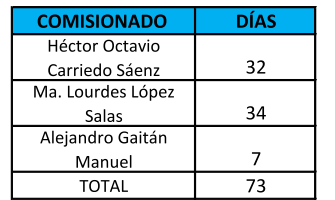 COMISIONADO DÍAS
Héctor Octavio
Carriedo Sáenz 32
Ma. Lourdes López
Salas 34
Alejandro Gaitán
Manuel 7
TOTAL 73